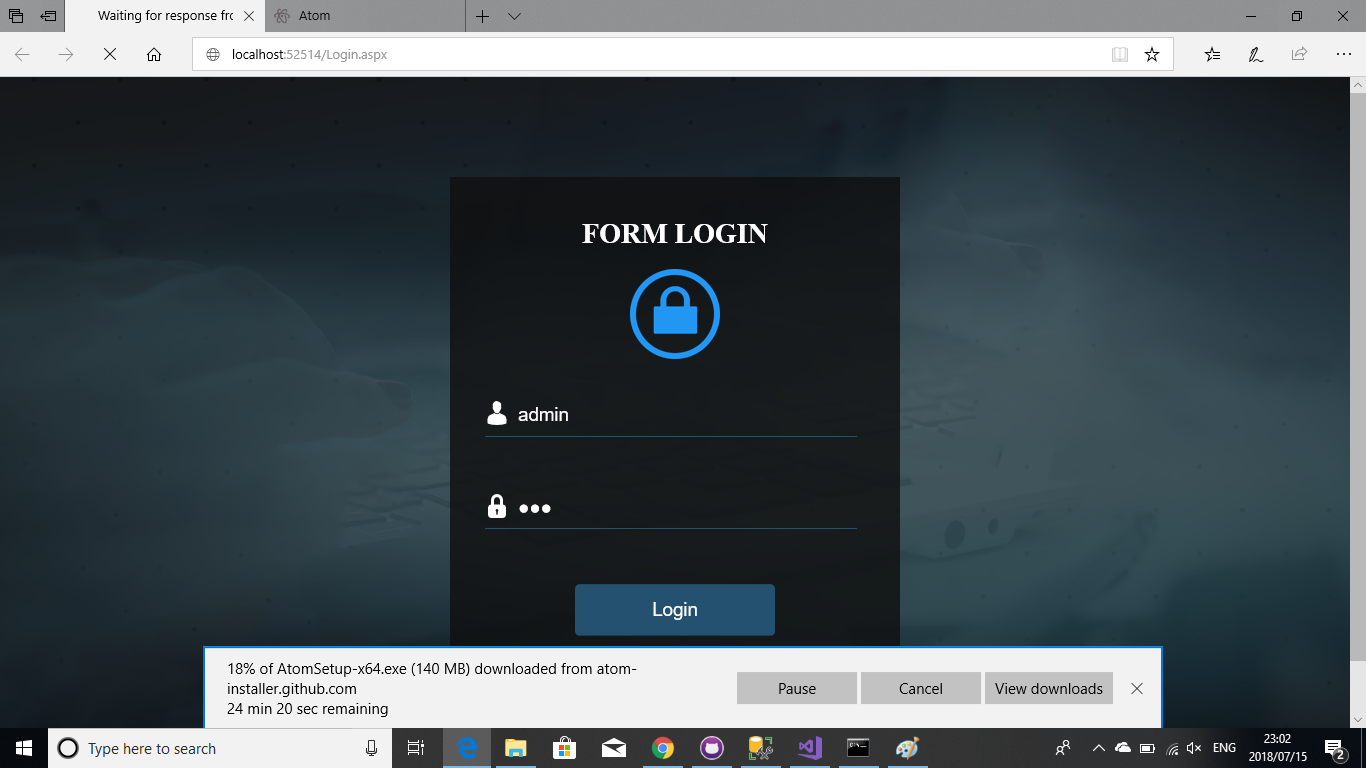 Waiting for response fro
Atom
localhost:52514/Login.aspx
FORM LOGIN
admin
Login
18% of AtomSetup-x64.exe (140 MB) downloaded from atom-
installer.github.com
24 min 20 sec remaining
Pause
Cancel
View downloads
Type here to search
ENG
23:02
2018/07/15
2